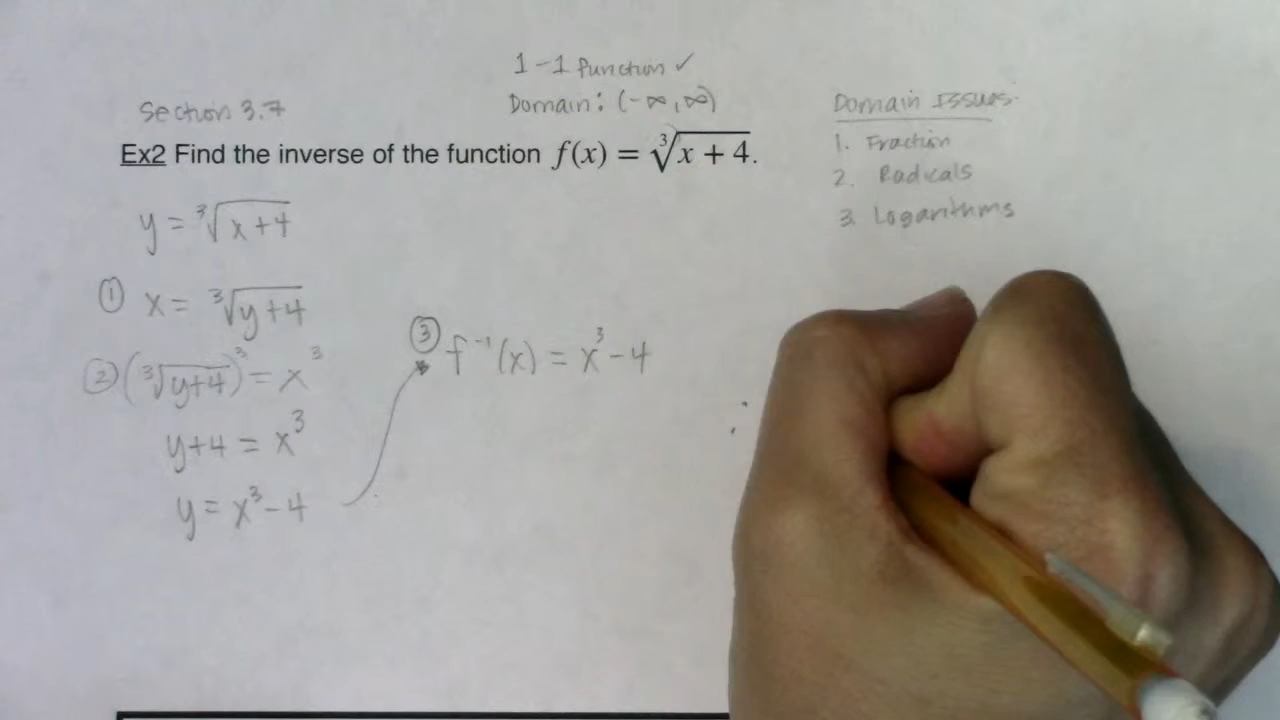 1-1 Function ✓
Domain: (-∞, ∞)
Section 3.7
Ex2 Find the inverse of the function f(x) = ∛x + 4.
Domain Issues:
1. Fraction
2. Radicals
3. Logarithms
y = ∛x+4
① x = ∛y+4
② (∛y+4)³ = x³
y+4 = x³
y = x³-4
③ f⁻¹(x) = x³-4